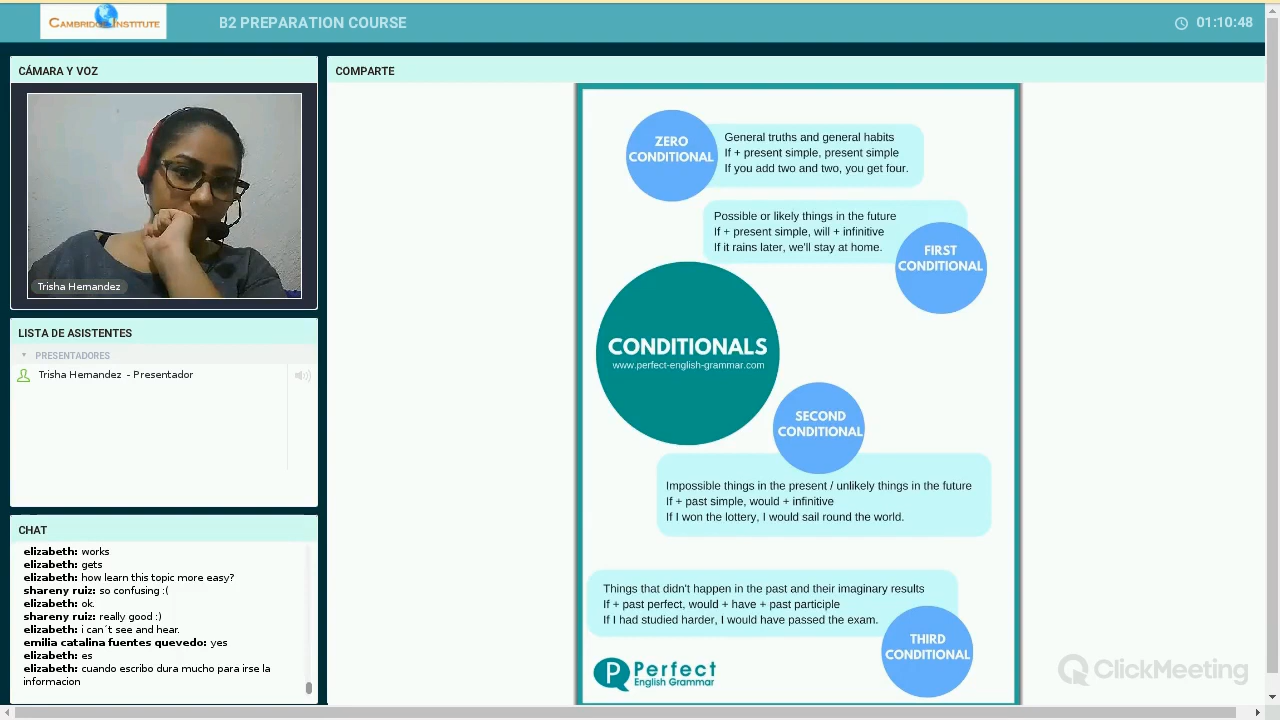 CAMBRIDGE INSTITUTE
B2 PREPARATION COURSE
01:10:48
CÁMARA Y VOZ
Trisha Hernandez
LISTA DE ASISTENTES
PRESENTADORES
Trisha Hernandez - Presentador
CHAT
elizabeth: works
elizabeth: gets
elizabeth: how learn this topic more easy?
shareny ruiz: so confusing :(
elizabeth: ok.
shareny ruiz: really good :)
elizabeth: i can´t see and hear.
emilia catalina fuentes quevedo: yes
elizabeth: es
elizabeth: cuando escribo dura mucho para irse la
informacion
COMPARTE
ZERO
CONDITIONAL
General truths and general habits
If + present simple, present simple
If you add two and two, you get four.
Possible or likely things in the future
If + present simple, will + infinitive
If it rains later, we'll stay at home.
FIRST
CONDITIONAL
CONDITIONALS
www.perfect-english-grammar.com
SECOND
CONDITIONAL
Impossible things in the present / unlikely things in the future
If + past simple, would + infinitive
If I won the lottery, I would sail round the world.
Things that didn't happen in the past and their imaginary results
If + past perfect, would + have + past participle
If I had studied harder, I would have passed the exam.
THIRD
CONDITIONAL
P Perfect
English Grammar
ClickMeeting